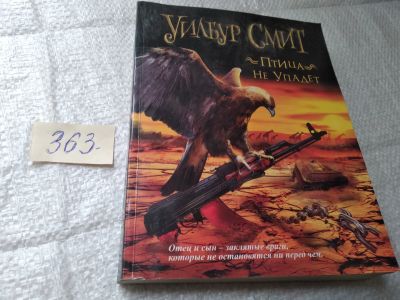 Уилбур Смит
Птица
не Упадет
363-
Отец и сын – заклятые враги,
которые не остановятся ни перед чем.